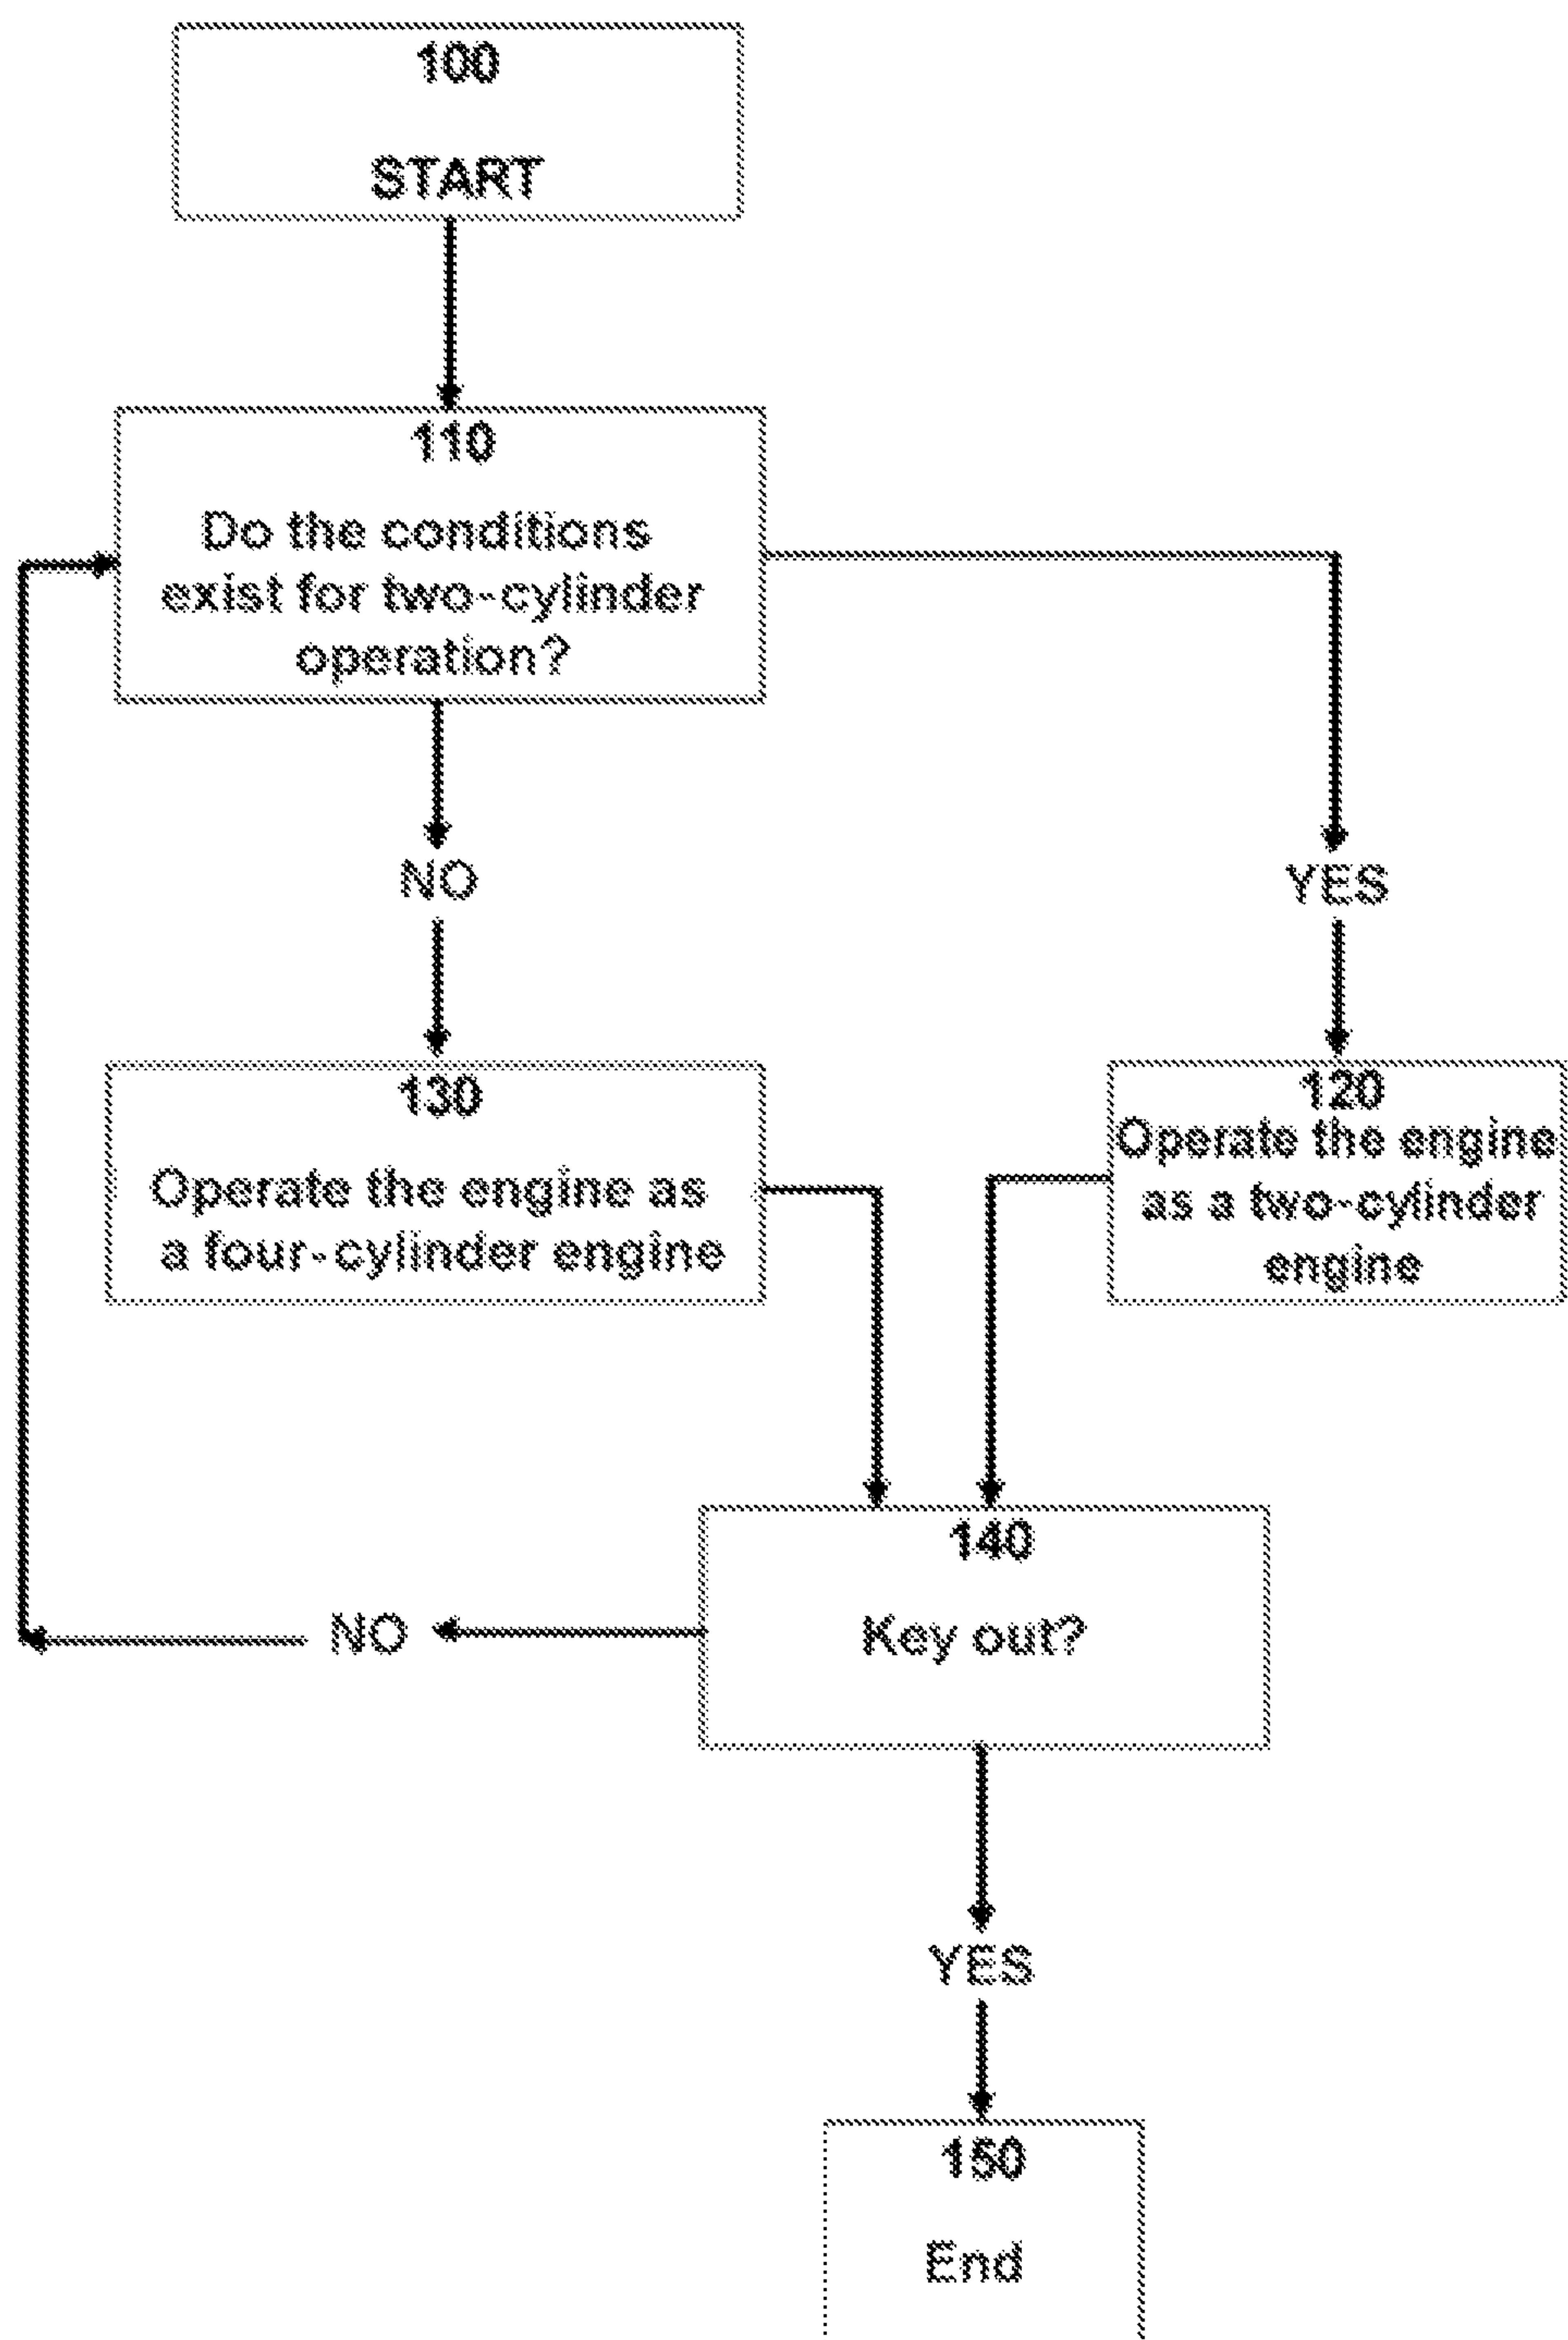 100
START
110
Do the conditions
exist for two-cylinder
operation?
NO
YES
130
Operate the engine as
a four-cylinder engine
120
Operate the engine
as a two-cylinder
engine
140
Key out?
NO
YES
150
End